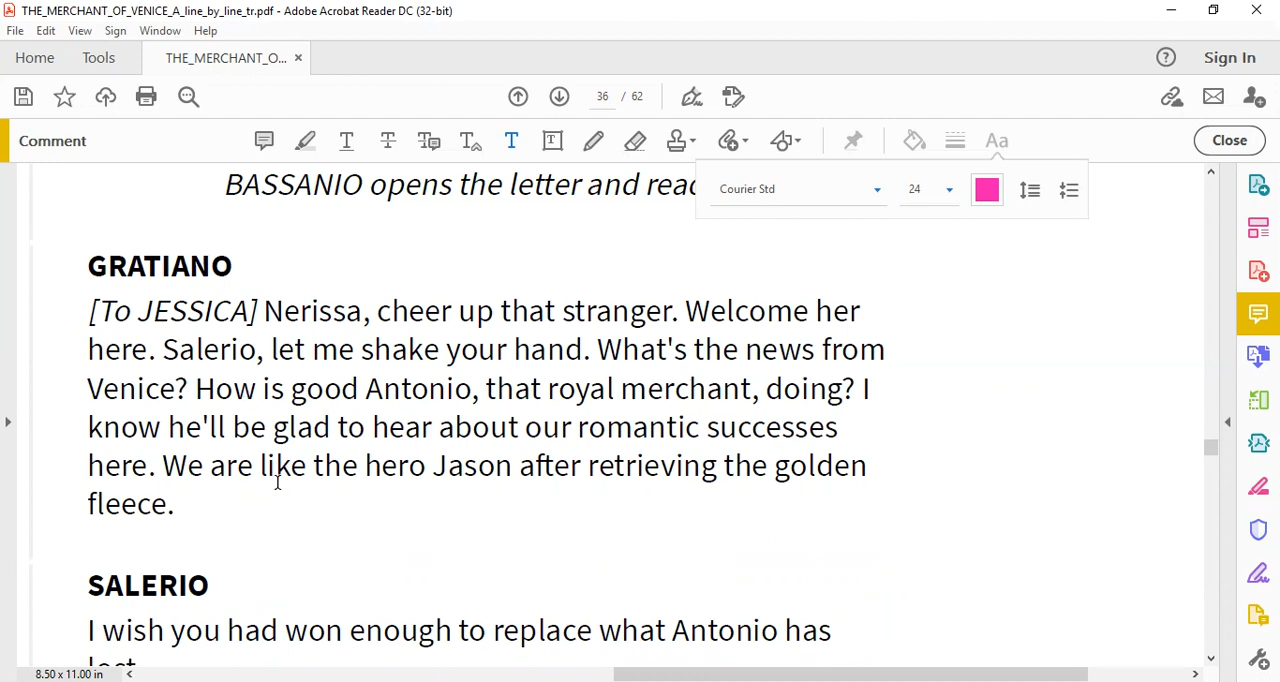 THE_MERCHANT_OF_VENICE_A_line_by_line_tr.pdf - Adobe Acrobat Reader DC (32-bit)
File Edit View Sign Window Help
Home Tools THE_MERCHANT_O... × Sign In
36 / 62
Comment Close
Courier Std 24
BASSANIO opens the letter and
GRATIANO
[To JESSICA] Nerissa, cheer up that stranger. Welcome her
here. Salerio, let me shake your hand. What's the news from
Venice? How is good Antonio, that royal merchant, doing? I
know he'll be glad to hear about our romantic successes
here. We are like the hero Jason after retrieving the golden
fleece.
SALERIO
I wish you had won enough to replace what Antonio has
8.50 x 11.00 in